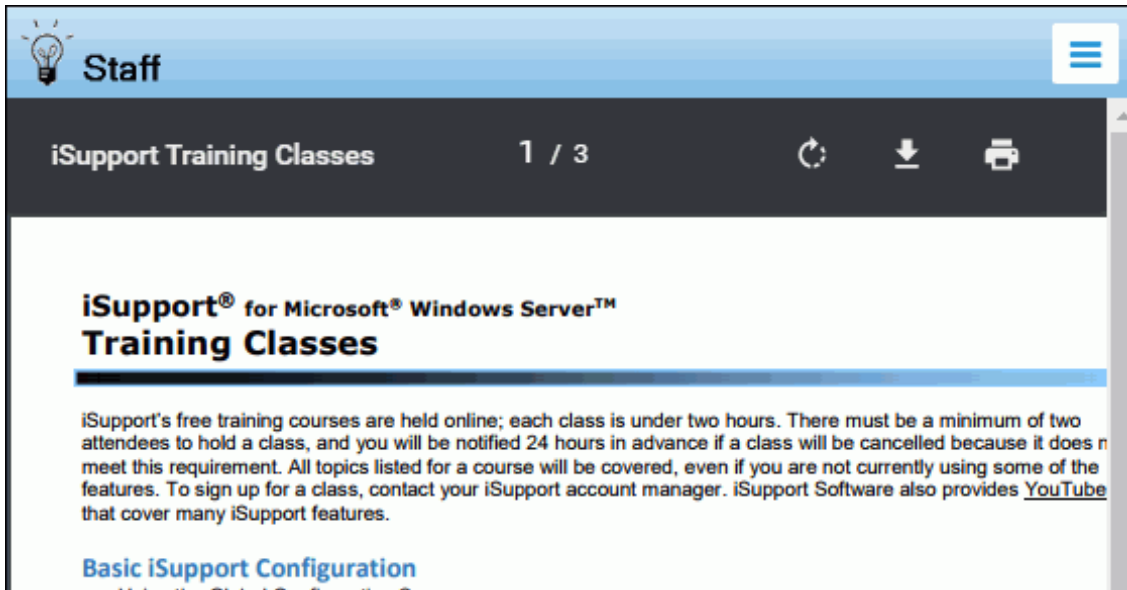 Staff
iSupport Training Classes 1 / 3
iSupport® for Microsoft® Windows Server™
Training Classes
iSupport's free training courses are held online; each class is under two hours. There must be a minimum of two
attendees to hold a class, and you will be notified 24 hours in advance if a class will be cancelled because it does
meet this requirement. All topics listed for a course will be covered, even if you are not currently using some of the
features. To sign up for a class, contact your iSupport account manager. iSupport Software also provides YouTube
that cover many iSupport features.
Basic iSupport Configuration